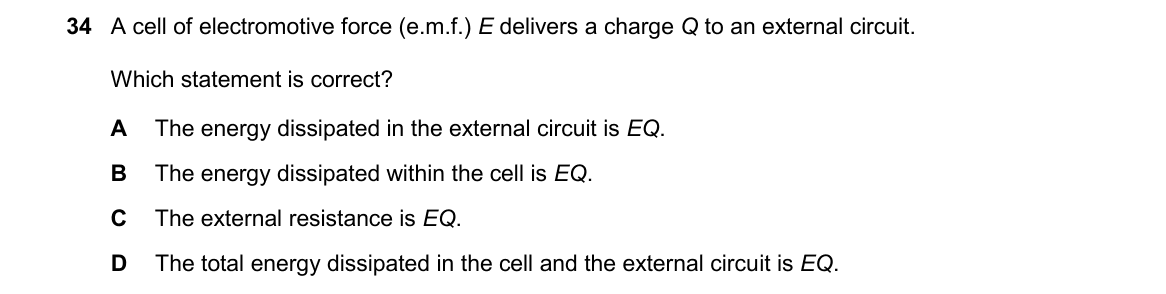 34 A cell of electromotive force (e.m.f.) E delivers a charge Q to an external circuit.
Which statement is correct?
A The energy dissipated in the external circuit is EQ.
B The energy dissipated within the cell is EQ.
C The external resistance is EQ.
D The total energy dissipated in the cell and the external circuit is EQ.